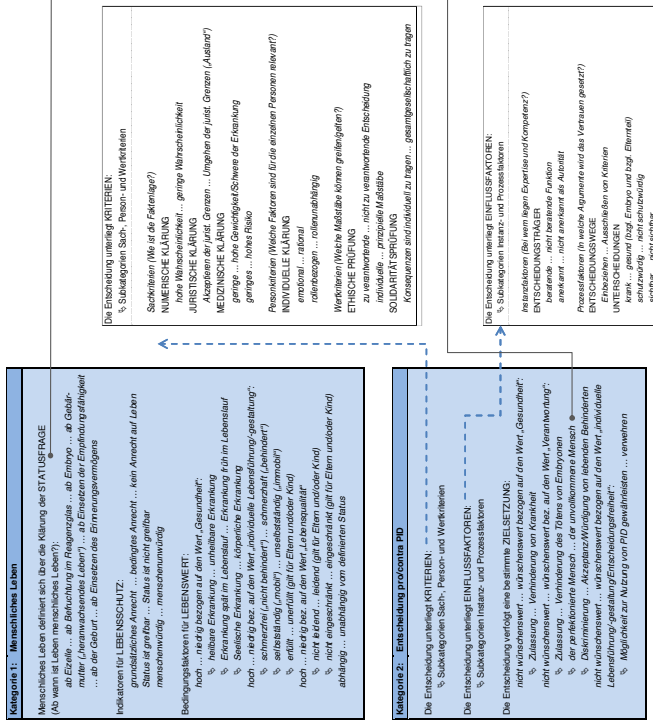 Kategorie 1: Menschliches Leben
Menschliches Leben definiert sich über die Klärung der STATUSFRAGE
(Ab wann ist Leben menschliches Leben?):
ab Eizelle … ab Befruchtung im Reagenzglas … ab Embryo … ab Gebär-
mutter („heranwachsendes Leben“) … ab Einsetzen der Empfindungsfähigkeit
… ab der Geburt … ab Einsetzen des Erinnerungsvermögens
Indikatoren für LEBENSSCHUTZ:
grundsätzliches Anrecht … bedingtes Anrecht … kein Anrecht auf Leben
Status ist greifbar … Status ist nicht greifbar
menschenwürdig … menschenunwürdig
Bedingungsfaktoren für LEBENSWERT:
hoch … niedrig bezogen auf den Wert „Gesundheit“:
heilbare Erkrankung … unheilbare Erkrankung
Erkrankung spät im Lebenslauf … Erkrankung früh im Lebenslauf
Seelische Erkrankung … körperliche Erkrankung
hoch … niedrig bez. auf den Wert „individuelle Lebensführung/-gestaltung“:
schmerzfrei („nicht behindert“) … schmerzhaft („behindert“)
selbstständig („mobil“) … unselbstständig („immobil“)
erfüllt … unerfüllt (gilt für Eltern und/oder Kind)
hoch … niedrig bez. auf den Wert „Lebensqualität“
nicht leidend … leidend (gilt für Eltern und/oder Kind)
nicht eingeschränkt … eingeschränkt (gilt für Eltern und/oder Kind)
abhängig … unabhängig vom definierten Status
Kategorie 2: Entscheidung pro/contra PID
Die Entscheidung unterliegt KRITERIEN:
Subkategorien Sach-, Person- und Wertkriterien
Die Entscheidung unterliegt EINFLUSSFAKTOREN:
Subkategorien Instanz- und Prozessfaktoren
Die Entscheidung verfolgt eine bestimmte ZIELSETZUNG:
nicht wünschenswert … wünschenswert bezogen auf den Wert „Gesundheit“:
Zulassung … Verhinderung von Krankheit
nicht wünschenswert … wünschenswert bez. auf den Wert „Verantwortung“:
Zulassung … Verhinderung des Tötens von Embryonen
der perfektionierte Mensch … der unvollkommene Mensch
Diskriminierung … Akzeptanz/Würdigung von lebenden Behinderten
nicht wünschenswert … wünschenswert bezogen auf den Wert „individuelle
Lebensführung/-gestaltung/Entscheidungsfreiheit“:
Möglichkeit zur Nutzung von PID gewährleisten … verwehren
Die Entscheidung unterliegt KRITERIEN:
Subkategorien Sach-, Person- und Wertkriterien
Sachkriterien (Wie ist die Faktenlage?)
NUMERISCHE KLÄRUNG
hohe Wahrscheinlichkeit … geringe Wahrscheinlichkeit
JURISTISCHE KLÄRUNG
Akzeptieren der jurist. Grenzen … Umgehen der jurist. Grenzen („Ausland“)
MEDIZINISCHE KLÄRUNG
geringe … hohe Gewichtigkeit/Schwere der Erkrankung
geringes … hohes Risiko
Personkriterien (Welche Faktoren sind für die einzelnen Personen relevant?)
INDIVIDUELLE KLÄRUNG
emotional … rational
rollenbezogen … rollenunabhängig
Wertkriterien (Welche Maßstäbe können greifen/gelten?)
ETHISCHE PRÜFUNG
zu verantwortende … nicht zu verantwortende Entscheidung
individuelle … prinzipielle Maßstäbe
SOLIDARITÄTSPRÜFUNG
Konsequenzen sind individuell zu tragen … gesamtgesellschaftlich zu tragen
Die Entscheidung unterliegt EINFLUSSFAKTOREN:
Subkategorien Instanz- und Prozessfaktoren
Instanzfaktoren (Bei wem liegen Expertise und Kompetenz?)
ENTSCHEIDUNGSTRÄGER
beratende … nicht beratende Funktion
anerkannt … nicht anerkannt als Autorität
Prozessfaktoren (In welche Argumente wird das Vertrauen gesetzt?)
ENTSCHEIDUNGSWEGE
Einbeziehen … Ausschließen von Kriterien
UNTERSCHEIDUNGEN
krank … gesund (bzgl. Embryo und bzgl. Elternteil)
schutzwürdig … nicht schutzwürdig
sichtbar … nicht sichtbar